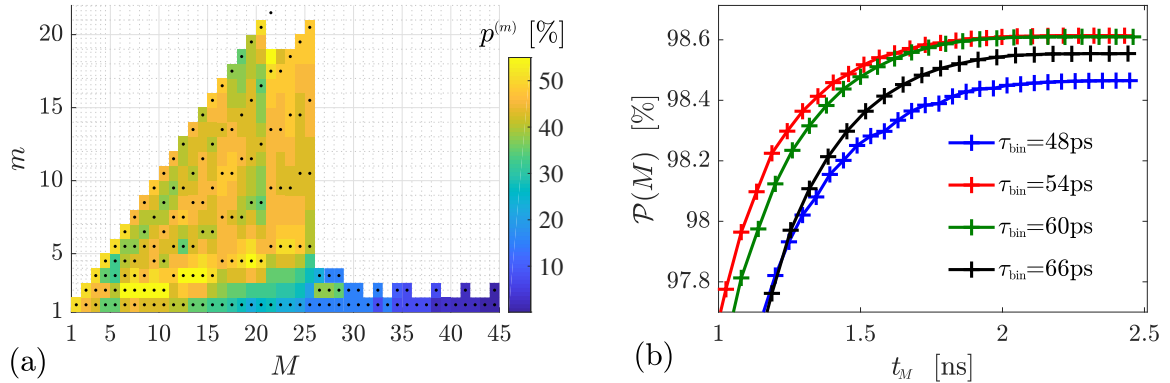 20
15
10
5
1
m
1 5 10 15 20 25 30 35 40 45
M
p^(m) [%]
50
40
30
20
10
(a)
98.6
98.4
98.2
98
97.8
P(M) [%]
1 1.5 2 2.5
t_M [ns]
τ_bin=48ps
τ_bin=54ps
τ_bin=60ps
τ_bin=66ps
(b)